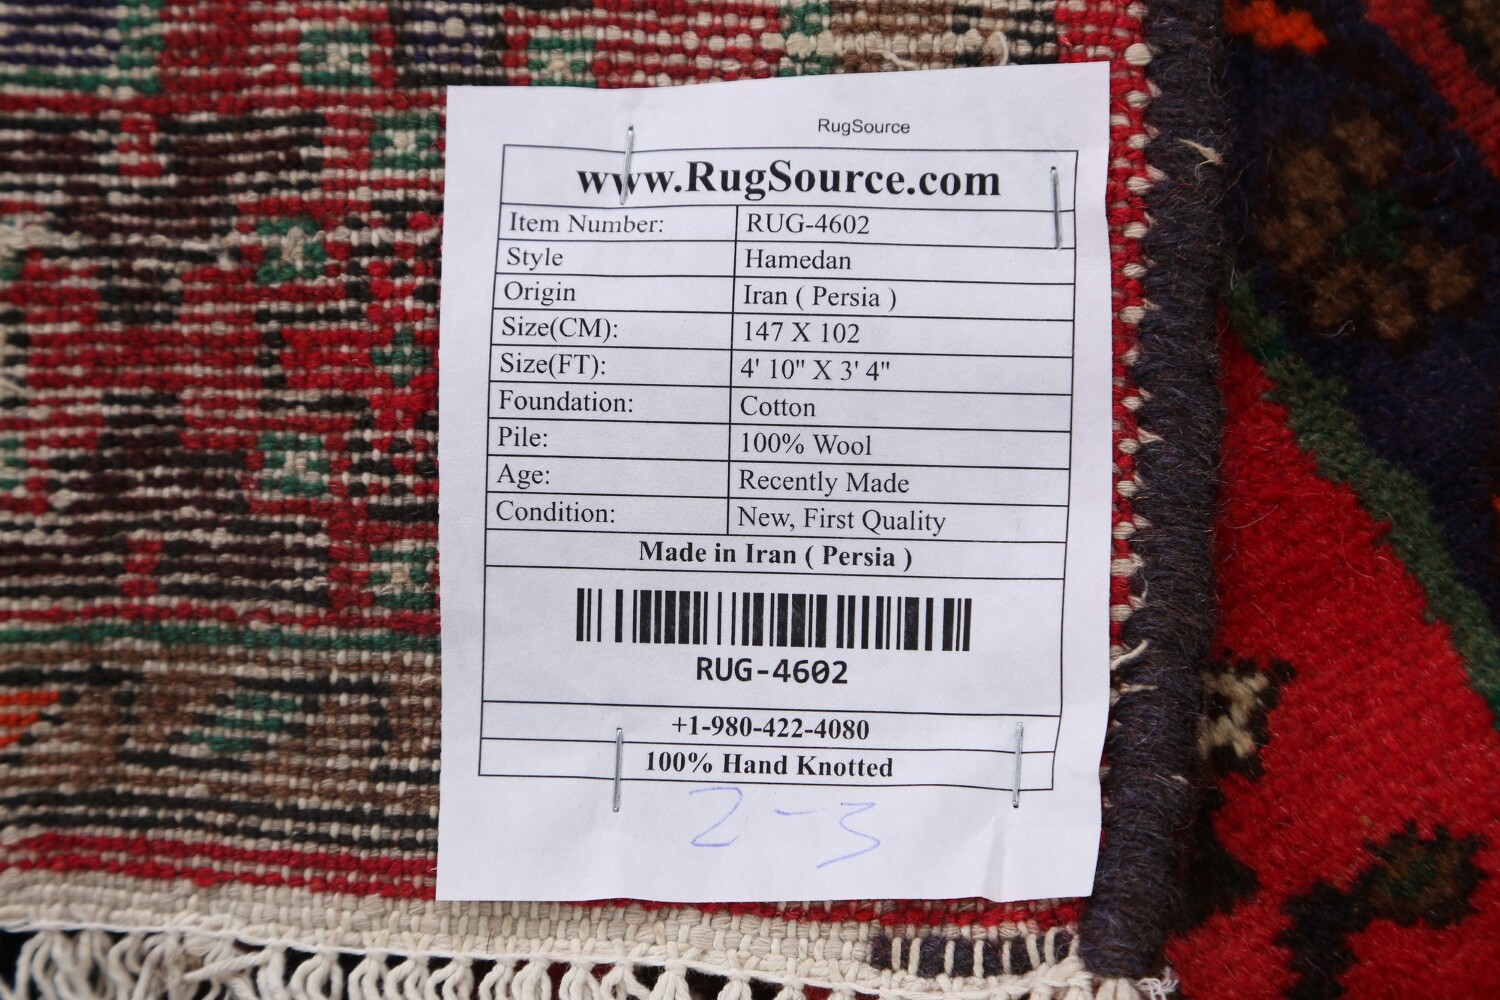 RugSource
www.RugSource.com
Item Number: RUG-4602
Style Hamedan
Origin Iran ( Persia )
Size(CM): 147 X 102
Size(FT): 4' 10" X 3' 4"
Foundation: Cotton
Pile: 100% Wool
Age: Recently Made
Condition: New, First Quality
Made in Iran ( Persia )
RUG-4602
+1-980-422-4080
100% Hand Knotted
2-3